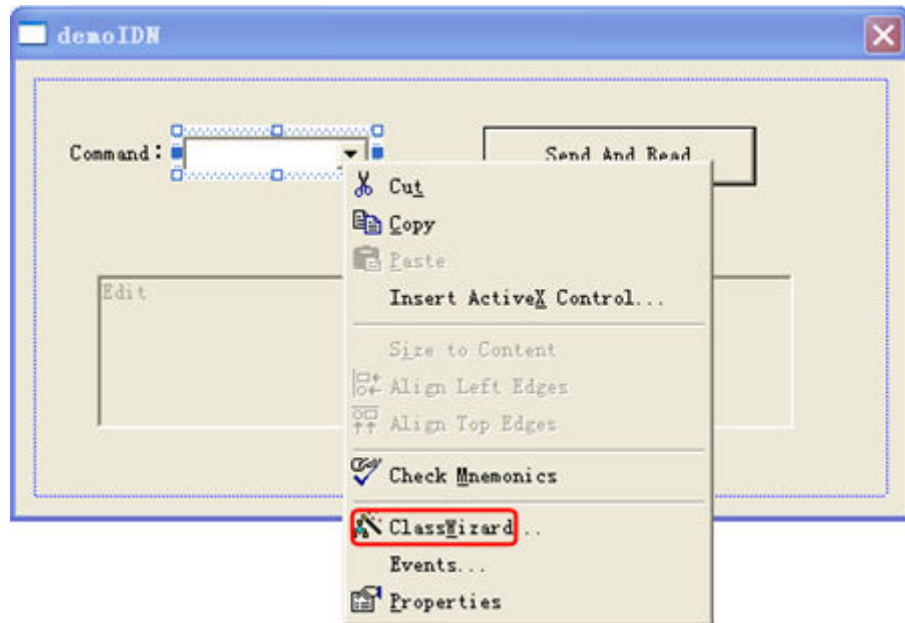 demoIDN
Command:
Send And Read
Cut
Copy
Paste
Edit
Insert ActiveX Control...
Size to Content
Align Left Edges
Align Top Edges
Check Mnemonics
ClassWizard...
Events...
Properties